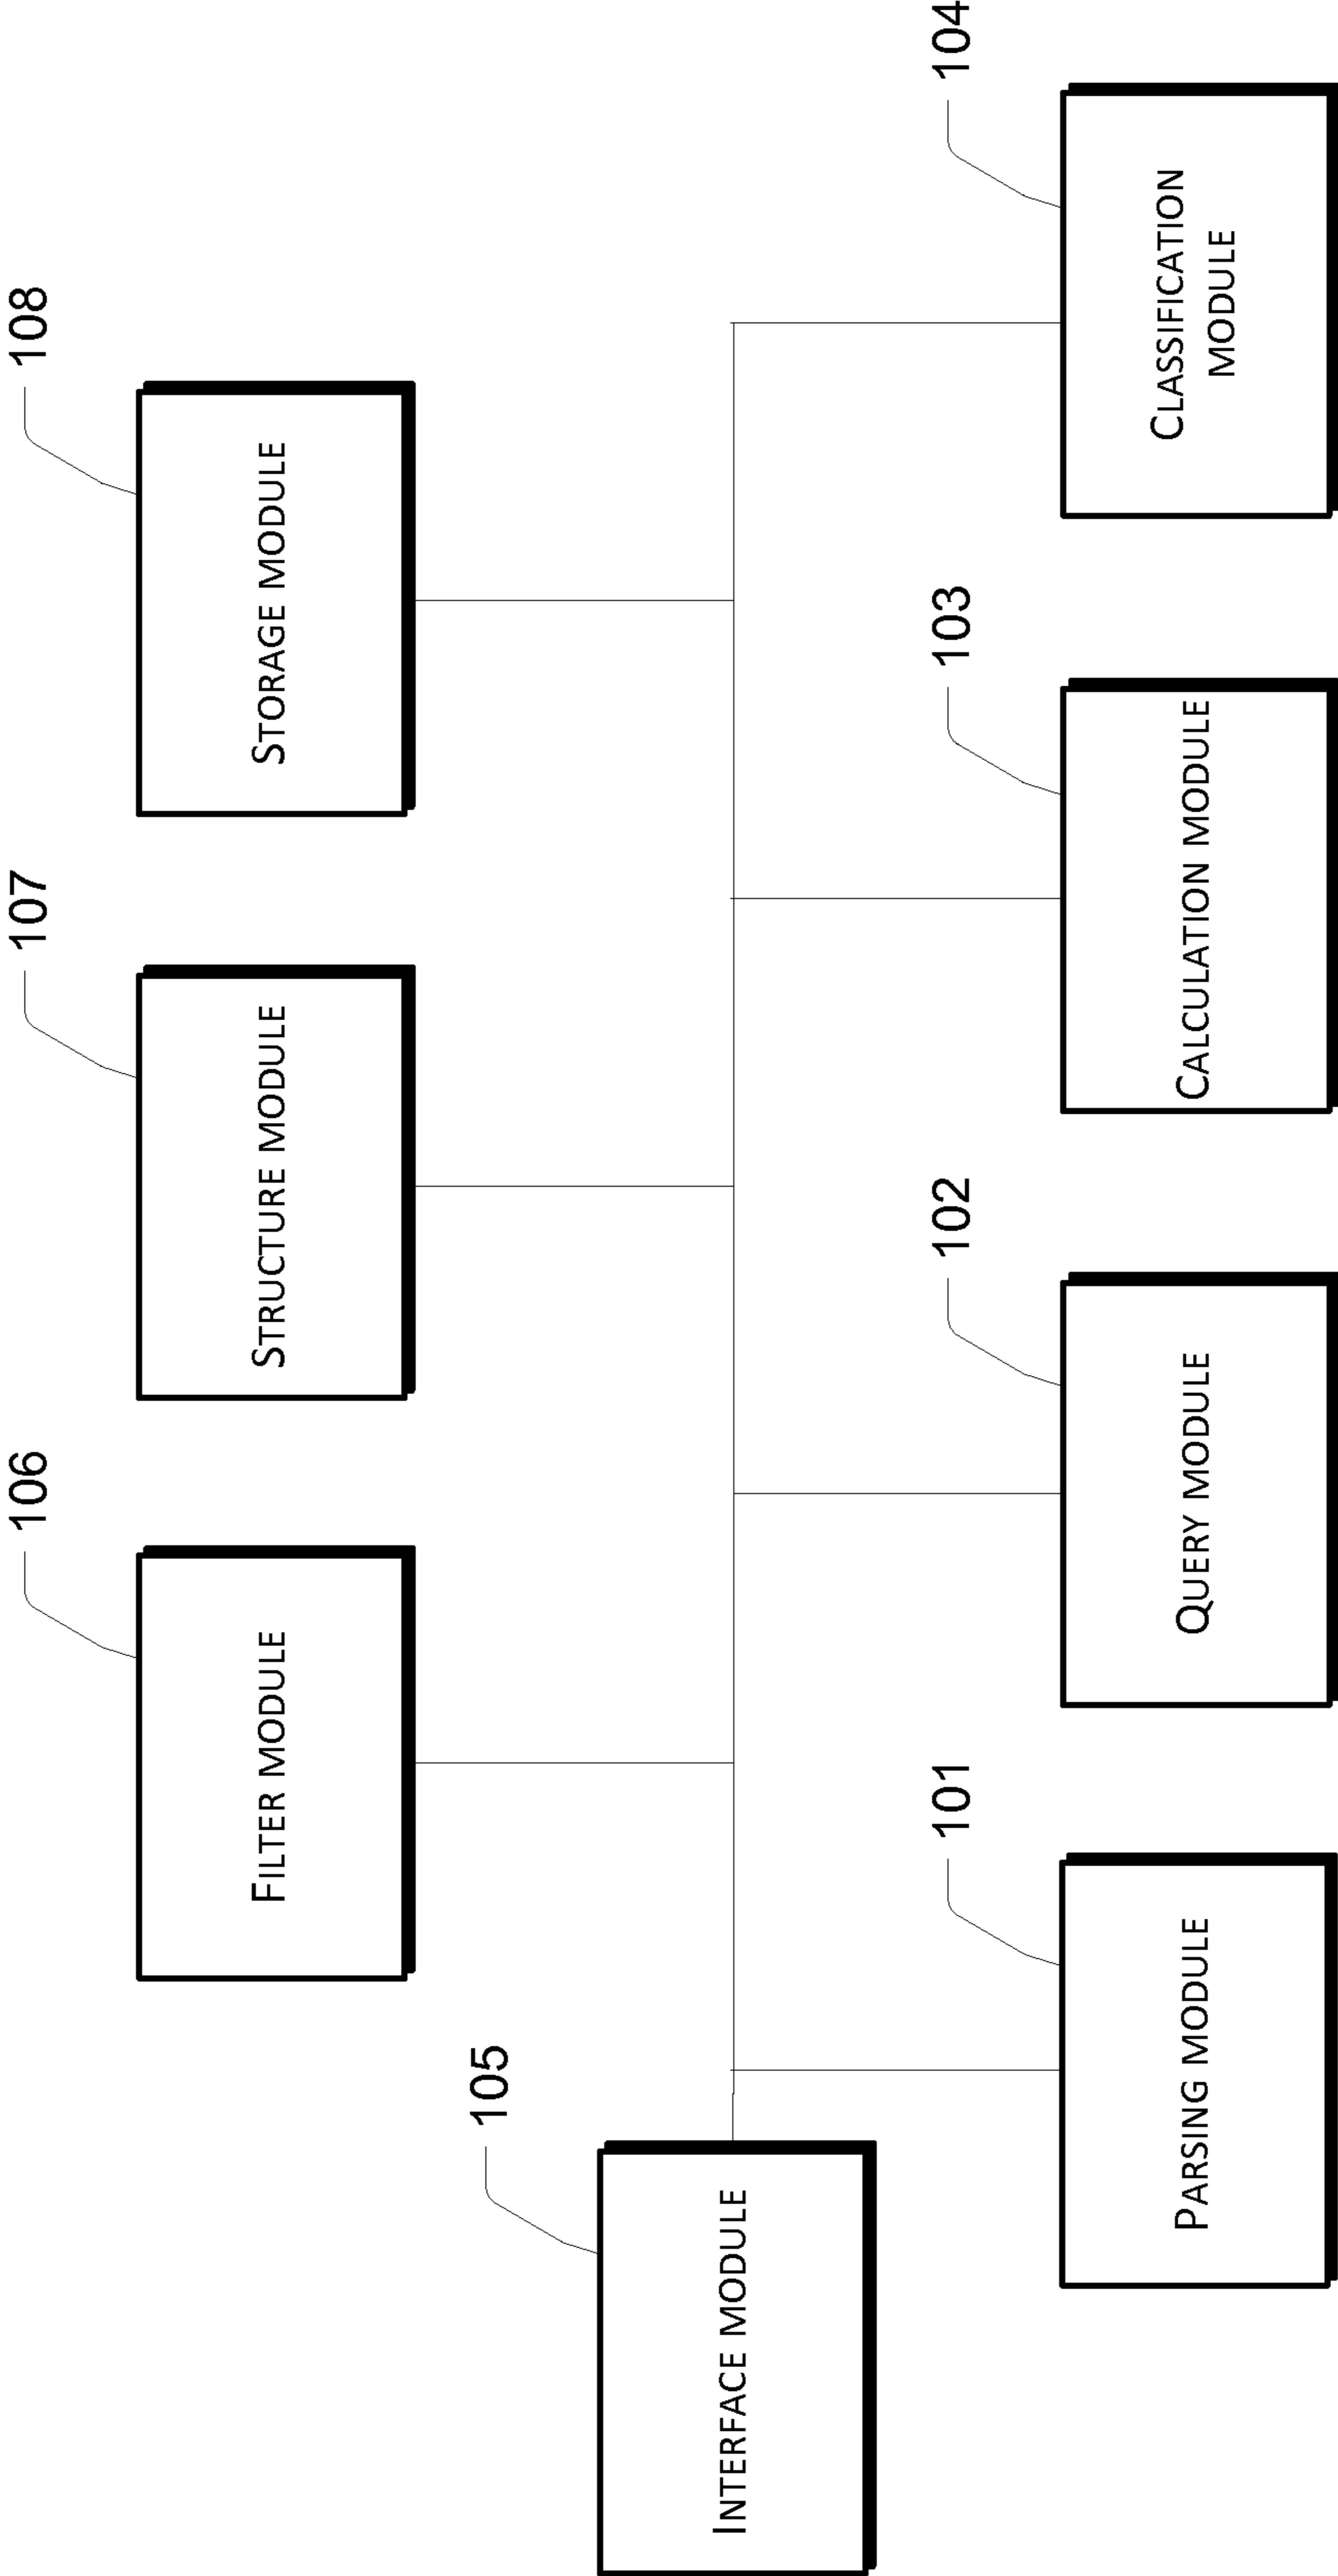 106
107
108
FILTER MODULE
STRUCTURE MODULE
STORAGE MODULE
105
INTERFACE MODULE
101
102
103
104
PARSING MODULE
QUERY MODULE
CALCULATION MODULE
CLASSIFICATION
MODULE